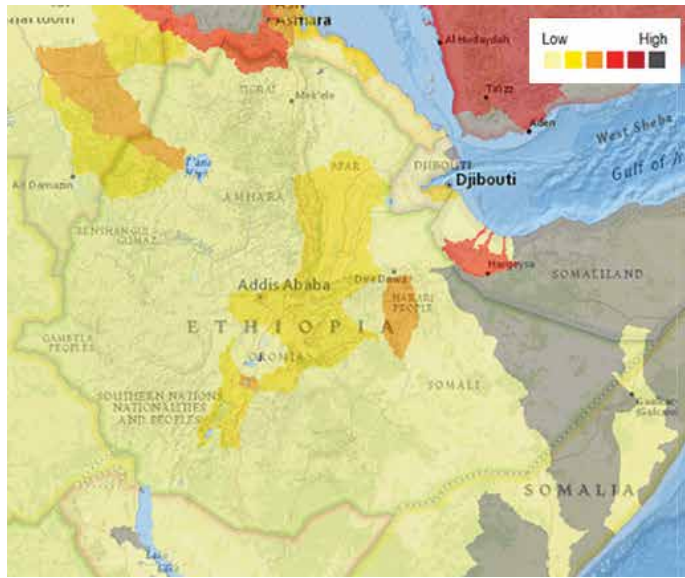 Asmara
Low High
Al Hudaydah
TIGRAI
Mek'ele
Ta'izz
Aden
West Sheba
Gulf of
AFAR
DJIBOUTI
Djibouti
Ad Damazin
AMHARA
BENSHANGUL-
GUMAZ
Hargeysa
SOMALILAND
Addis Ababa
Dire Dawa
HARARI
PEOPLE
ETHIOPIA
GAMBELA
PEOPLES
OROMIA
SOMALI
SOUTHERN NATIONS,
NATIONALITIES
AND PEOPLES
SOMALIA